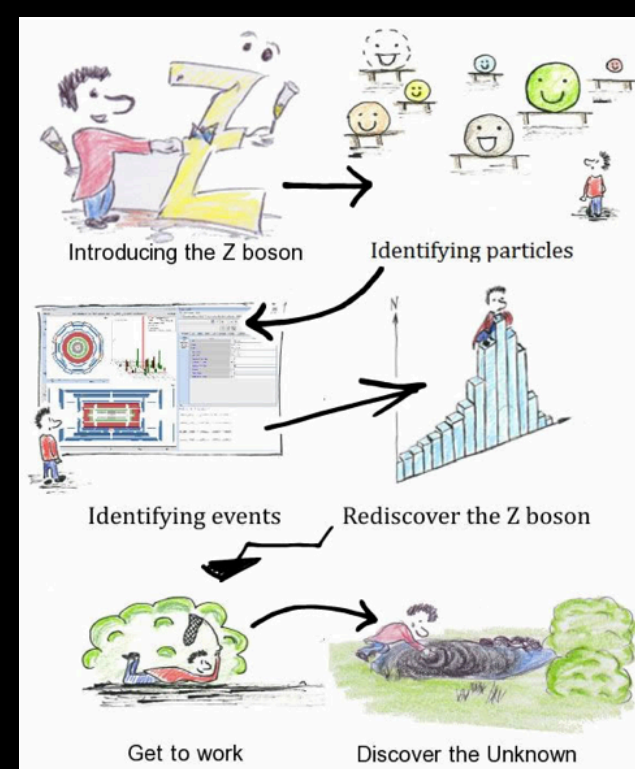 Introducing the Z boson
Identifying particles
N
Identifying events
Rediscover the Z boson
Get to work
Discover the Unknown